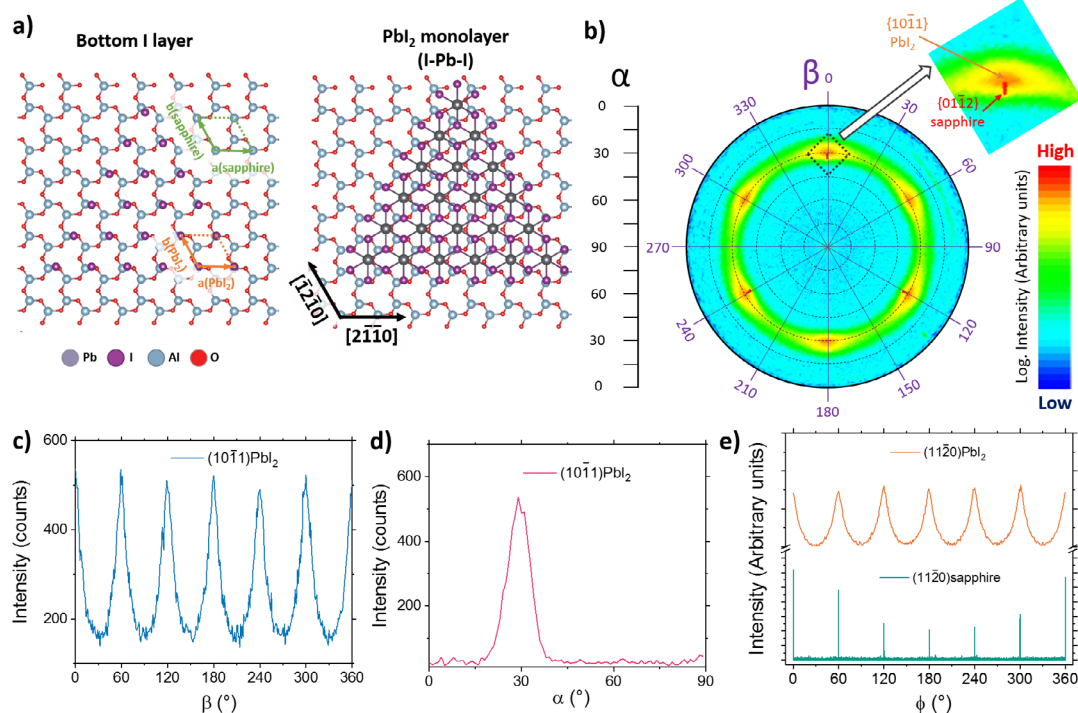 a)
Bottom I layer
PbI₂ monolayer
(I-Pb-I)
b(sapphire)
a(sapphire)
b(PbI₂)
a(PbI₂)
[1̄21̄0]
[21̄1̄0]
Pb
I
Al
O
b)
α
0
30
60
90
60
30
0
β
0
30
60
90
120
150
180
210
240
270
300
330
{101̄1}
PbI₂
{011̄2}
sapphire
High
Log. Intensity (Arbitrary units)
Low
c)
(101̄1)PbI₂
Intensity (counts)
600
400
200
0 60 120 180 240 300 360
β (°)
d)
(101̄1)PbI₂
Intensity (counts)
600
400
200
0 30 60 90
α (°)
e)
(112̄0)PbI₂
(112̄0)sapphire
Intensity (Arbitrary units)
0 60 120 180 240 300 360
ϕ (°)